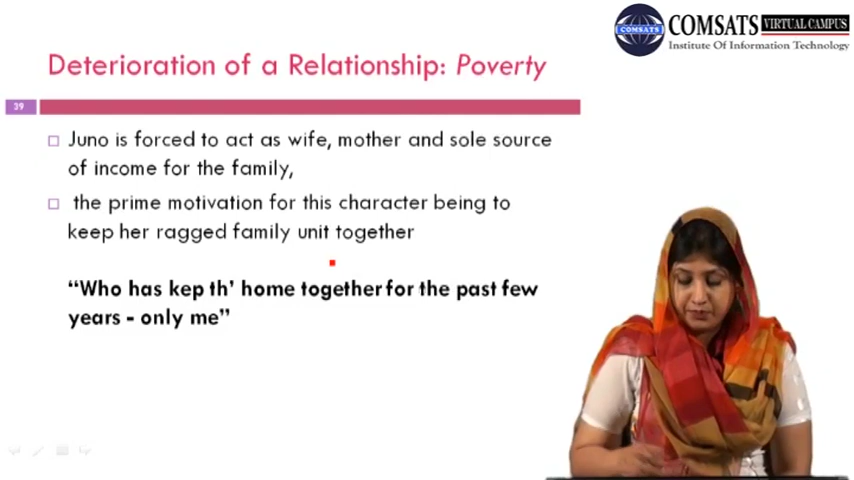 COMSATS VIRTUAL CAMPUS
Institute Of Information Technology
Deterioration of a Relationship: Poverty
39
Juno is forced to act as wife, mother and sole source
of income for the family,
the prime motivation for this character being to
keep her ragged family unit together
“Who has kep th’ home together for the past few
years - only me”